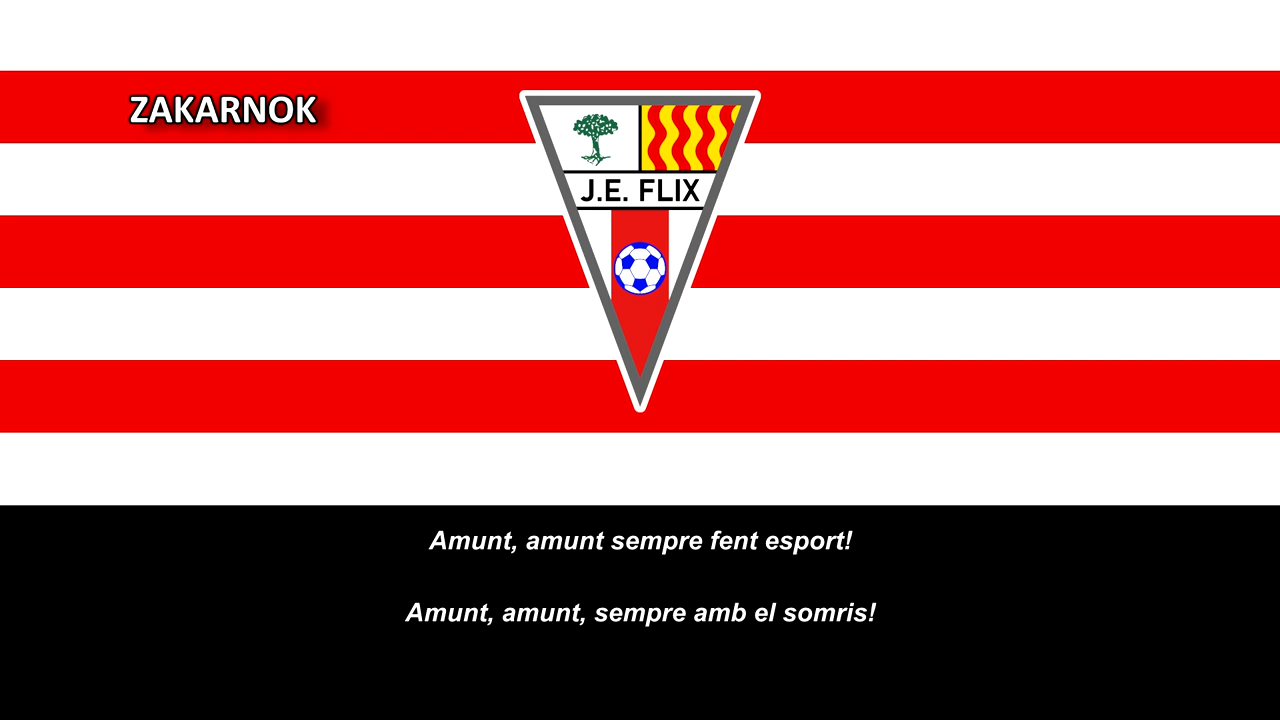 ZAKARNOK
J.E. FLIX
Amunt, amunt sempre fent esport!
Amunt, amunt, sempre amb el somris!